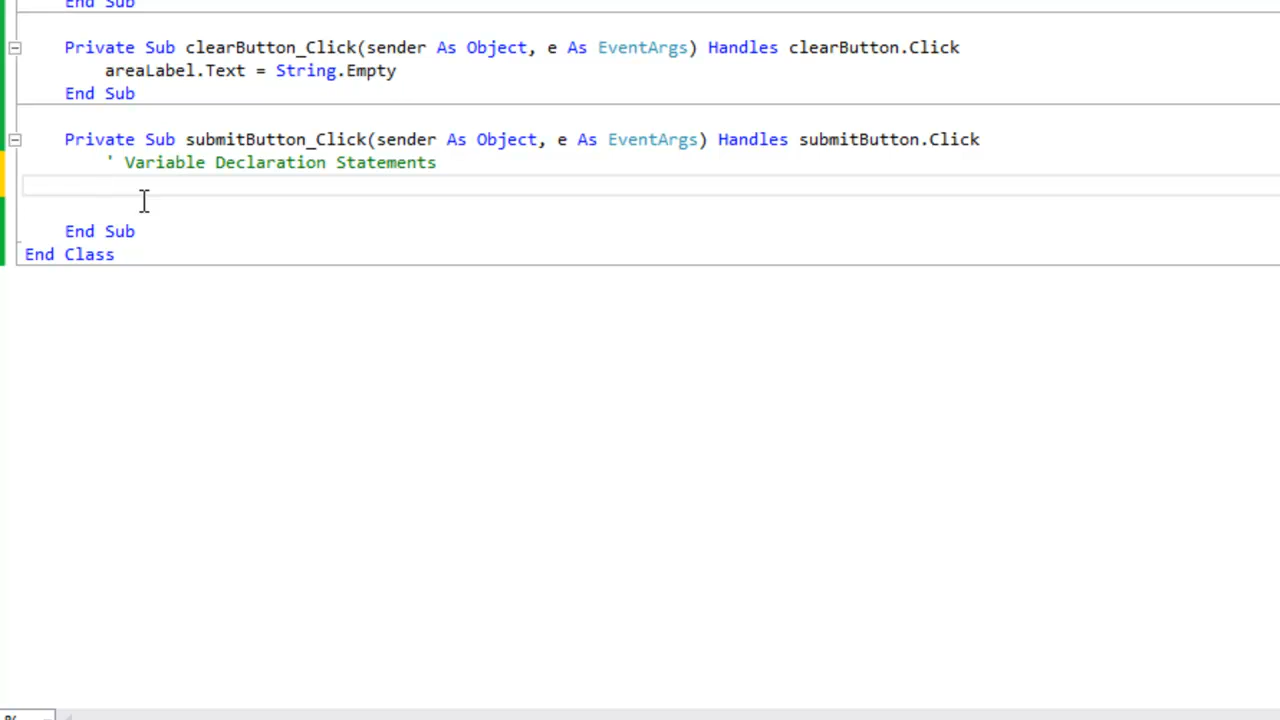 End Sub
Private Sub clearButton_Click(sender As Object, e As EventArgs) Handles clearButton.Click
areaLabel.Text = String.Empty
End Sub
Private Sub submitButton_Click(sender As Object, e As EventArgs) Handles submitButton.Click
' Variable Declaration Statements
End Sub
End Class
%